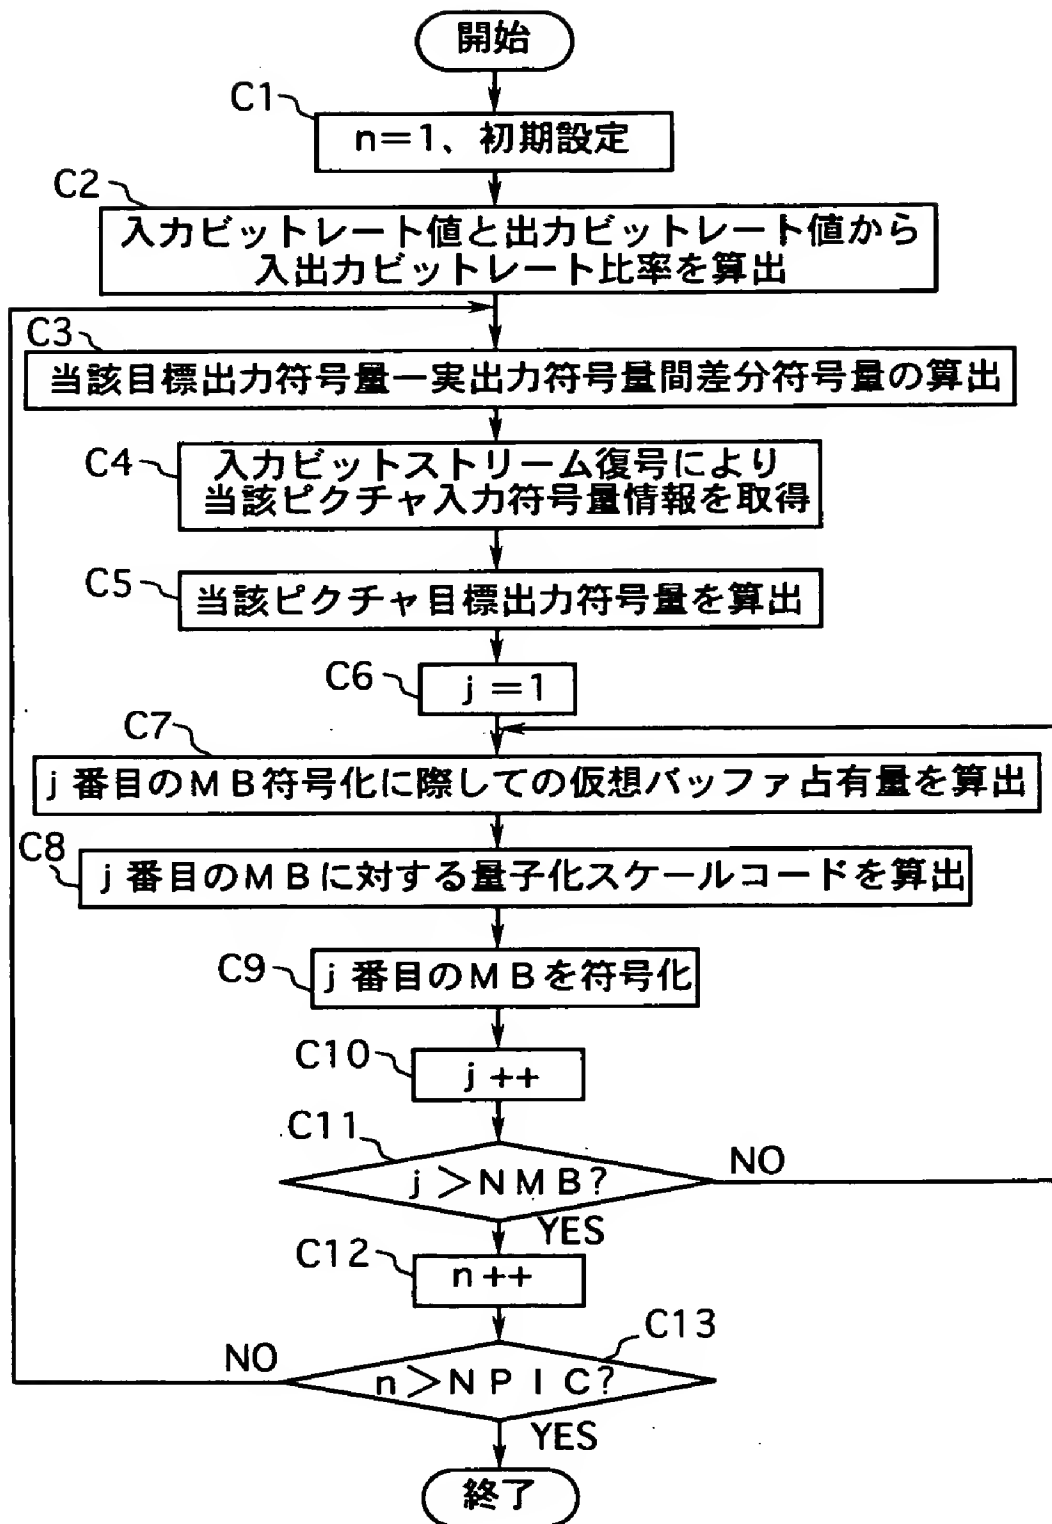 開始
C1
n=1、初期設定
C2
入力ビットレート値と出力ビットレート値から
入出力ビットレート比率を算出
C3
当該目標出力符号量ー実出力符号量間差分符号量の算出
C4
入力ビットストリーム復号により
当該ピクチャ入力符号量情報を取得
C5
当該ピクチャ目標出力符号量を算出
C6
j=1
C7
j番目のMB符号化に際しての仮想バッファ占有量を算出
C8
j番目のMBに対する量子化スケールコードを算出
C9
j番目のMBを符号化
C10
j++
C11
j>NMB?
NO
YES
C12
n++
C13
n>NPIC?
NO
YES
終了